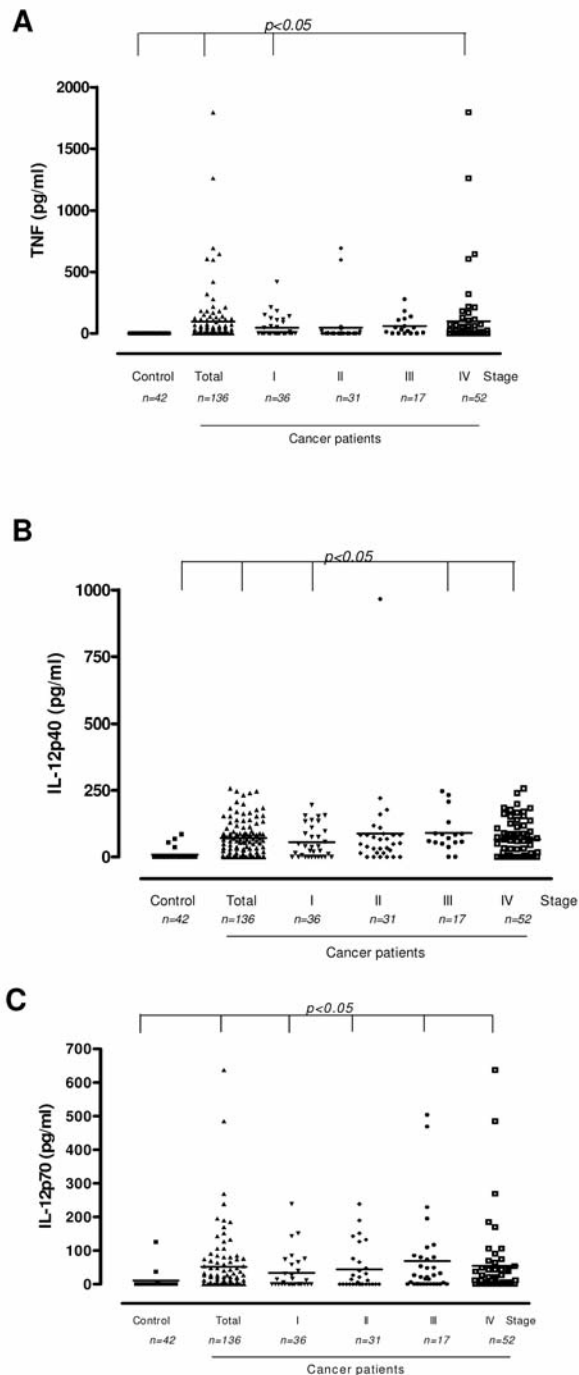 A
p<0.05
2000
1500
1000
500
0
TNF (pg/ml)
Control Total I II III IV Stage
n=42 n=136 n=36 n=31 n=17 n=52
Cancer patients
B
p<0.05
1000
750
500
250
0
IL-12p40 (pg/ml)
Control Total I II III IV Stage
n=42 n=136 n=36 n=31 n=17 n=52
Cancer patients
C
p<0.05
700
600
500
400
300
200
100
0
IL-12p70 (pg/ml)
Control Total I II III IV Stage
n=42 n=136 n=36 n=31 n=17 n=52
Cancer patients